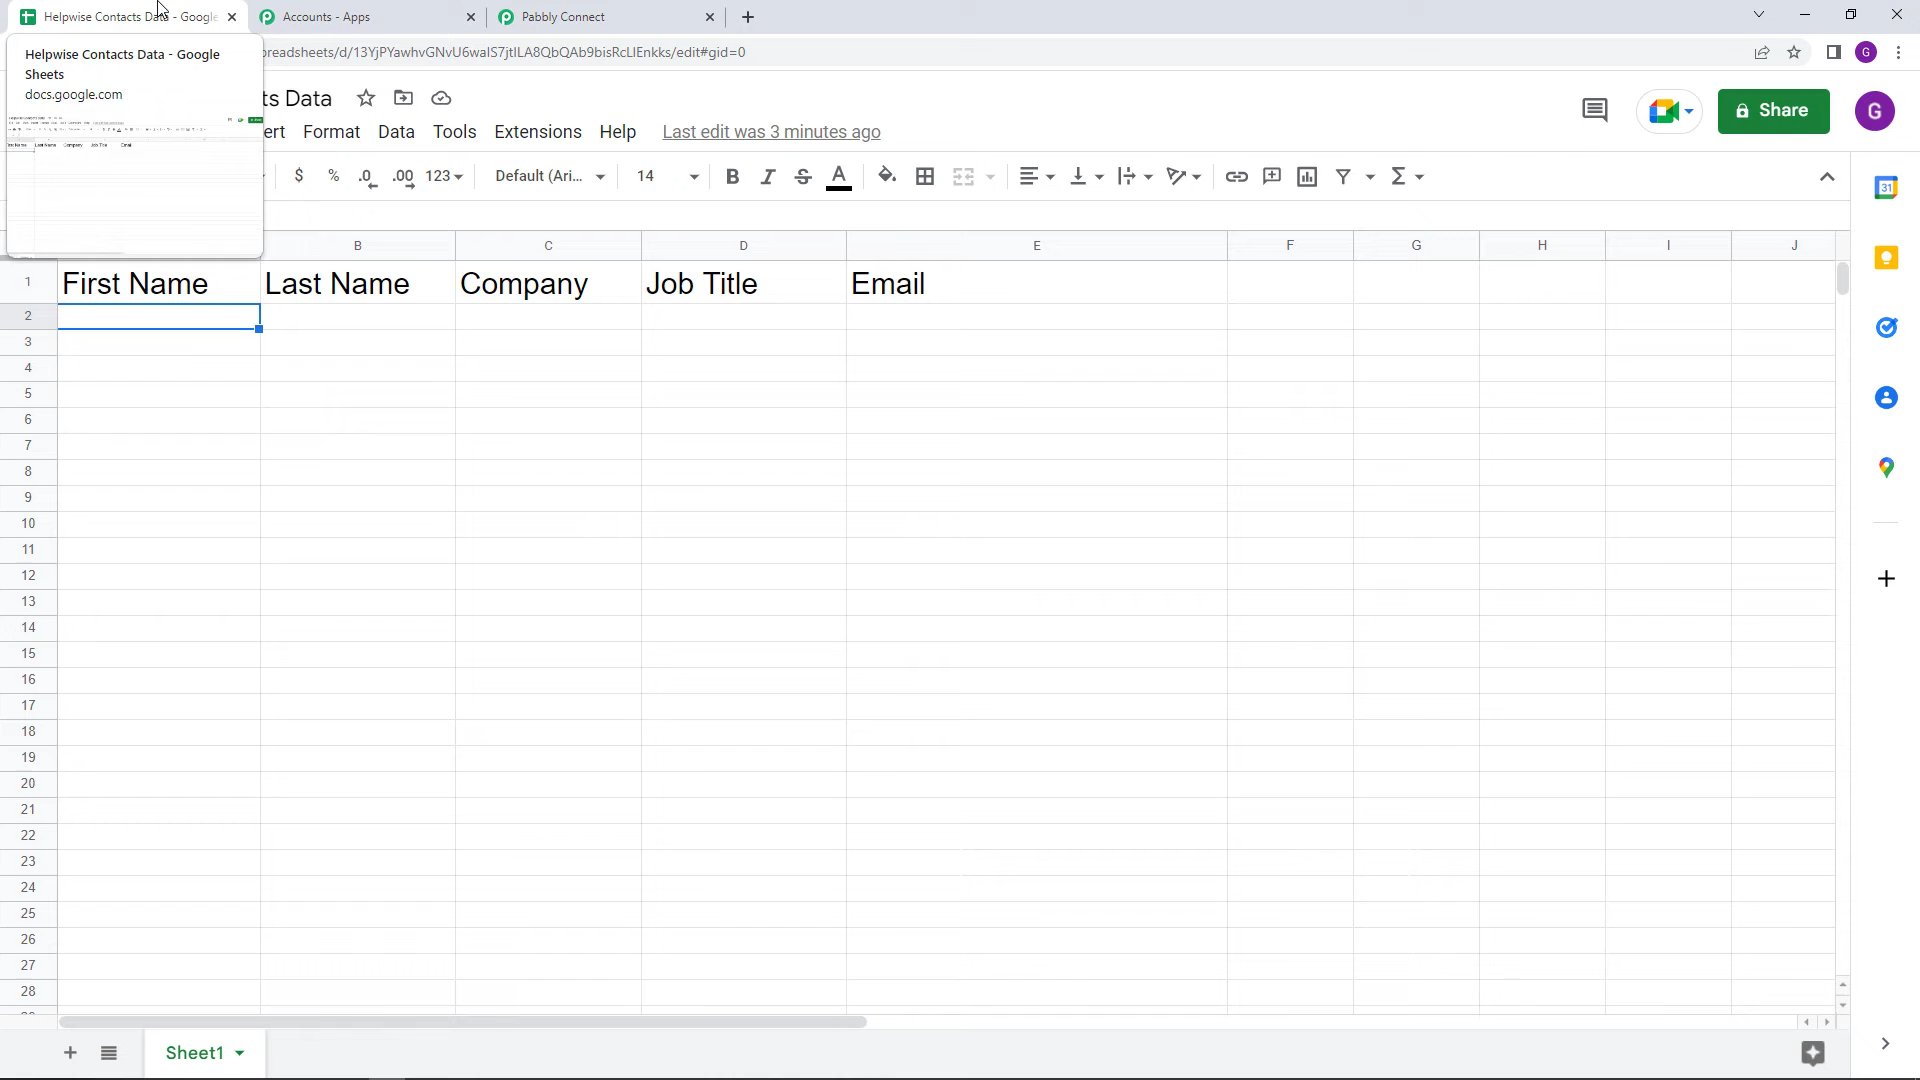 Helpwise Contacts Data - Google
Accounts - Apps
Pabbly Connect
Helpwise Contacts Data - Google
Sheets
docs.google.com
readsheets/d/13YjPYawhvGNvU6walS7jtlLA8QbQAb9bisRcLlEnkks/edit#gid=0
G
ts Data
Share
G
ert Format Data Tools Extensions Help Last edit was 3 minutes ago
$ % .0 .00 123 Default (Ari... 14 B I S A Σ
31
B C D E F G H I J
1 First Name Last Name Company Job Title Email
2
3
4
5
6
7
8
9
10
11
12
13
14
15
16
17
18
19
20
21
22
23
24
25
26
27
28
Sheet1